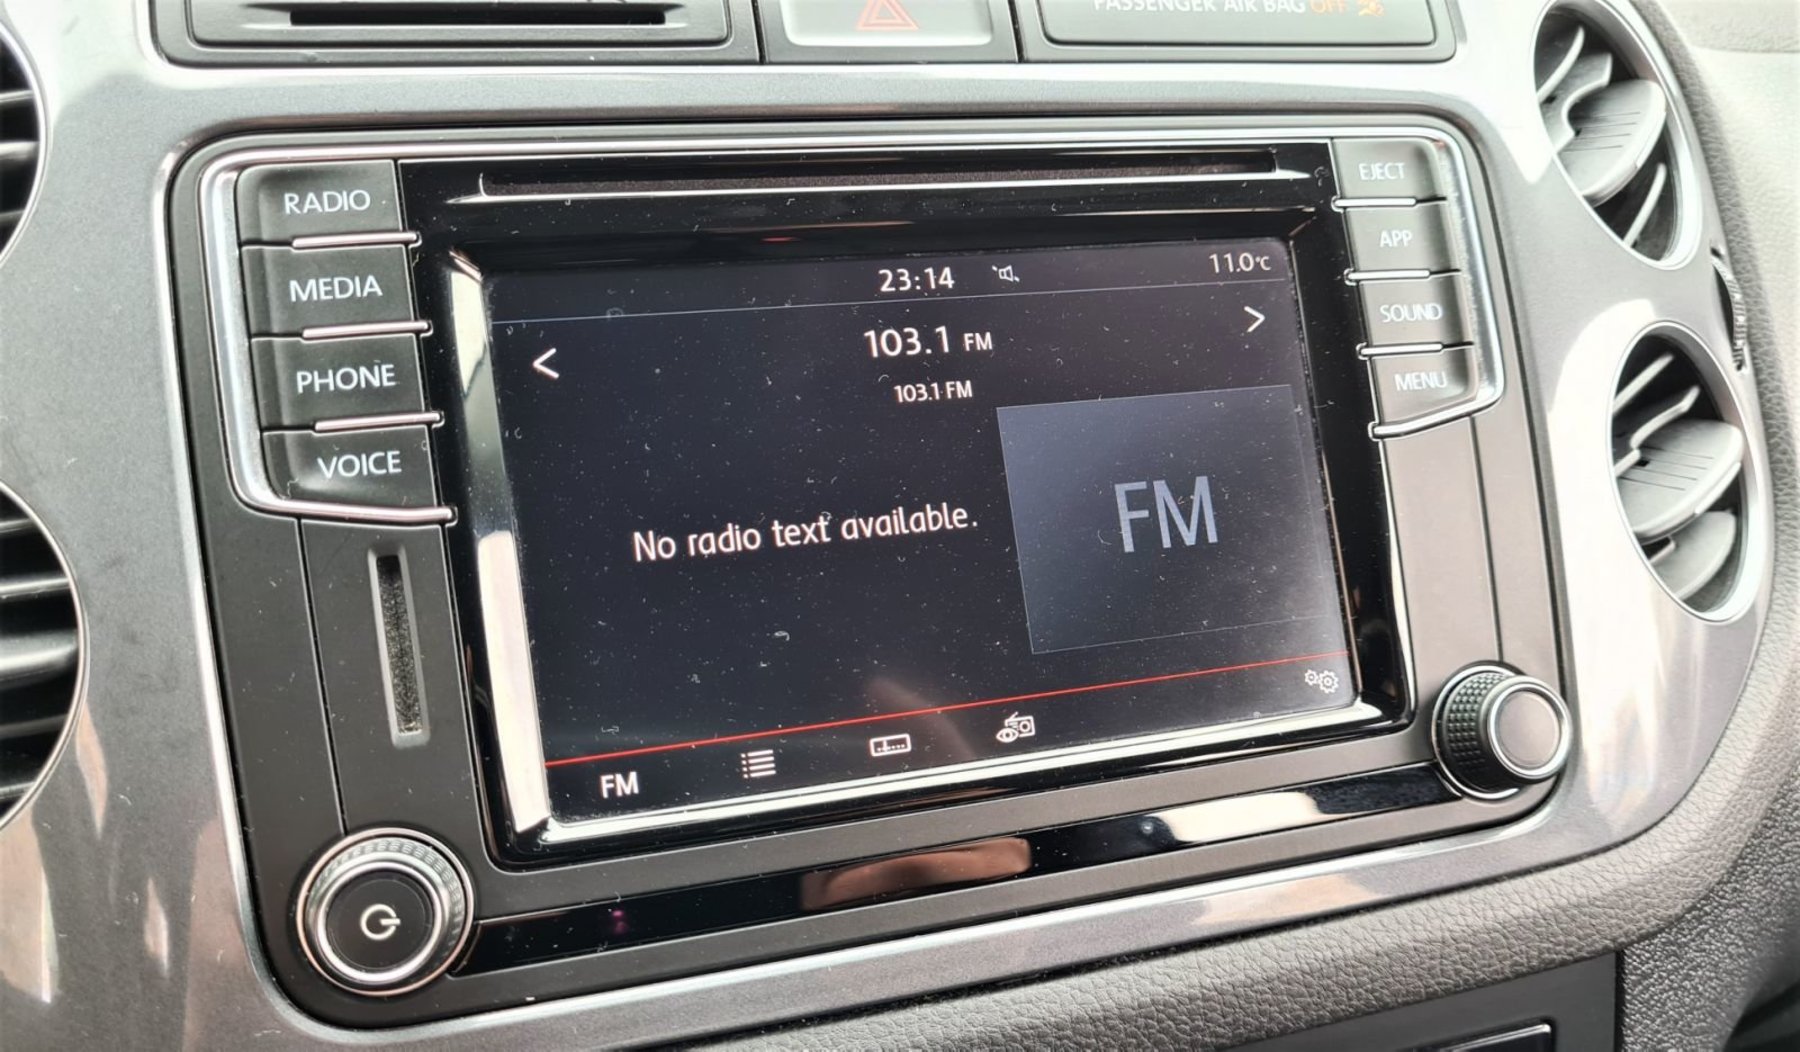 PASSENGER AIR BAG OFF
RADIO
MEDIA
PHONE
VOICE
EJECT
APP
SOUND
MENU
23:14
11.0°C
<
103.1 FM
>
103.1 FM
No radio text available.
FM
FM